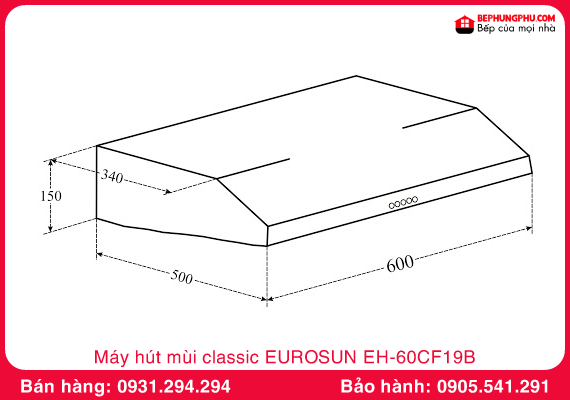 BEPHUNGPHU.COM
Bếp của mọi nhà
340
150
500
600
Máy hút mùi classic EUROSUN EH-60CF19B
Bán hàng: 0931.294.294 Bảo hành: 0905.541.291